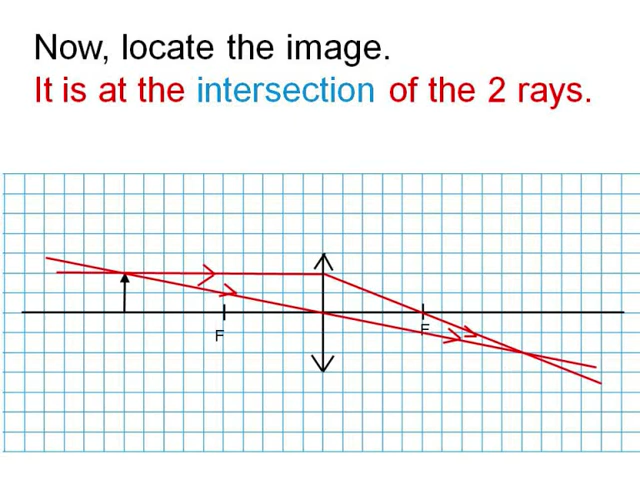 Now, locate the image.
It is at the intersection of the 2 rays.
F
F